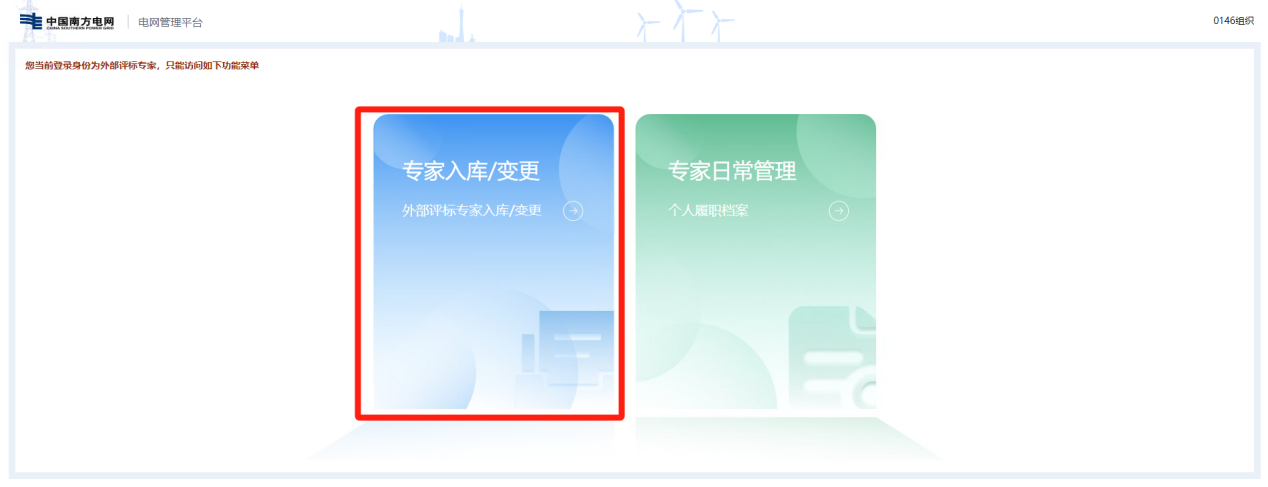 中国南方电网
CHINA SOUTHERN POWER GRID
电网管理平台
0146组织
您当前登录身份为外部评标专家，只能访问如下功能菜单
专家入库/变更
外部评标专家入库/变更
专家日常管理
个人履职档案